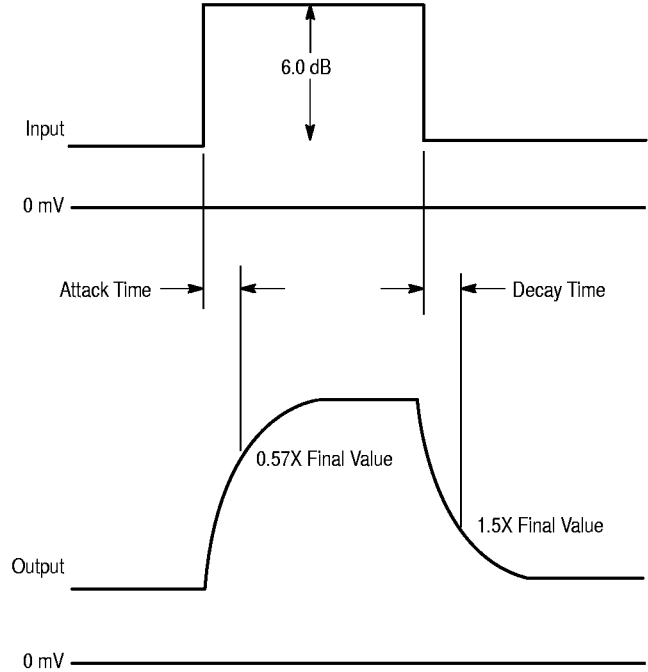 6.0 dB
Input
0 mV
Attack Time
Decay Time
0.57X Final Value
1.5X Final Value
Output
0 mV